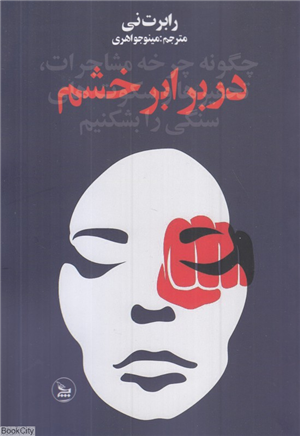 رابرت نی
مترجم: مینو جواهری
چگونه چرخه مشاجرات،
در برابر خشم
سنگی را بشکنیم
BookCity